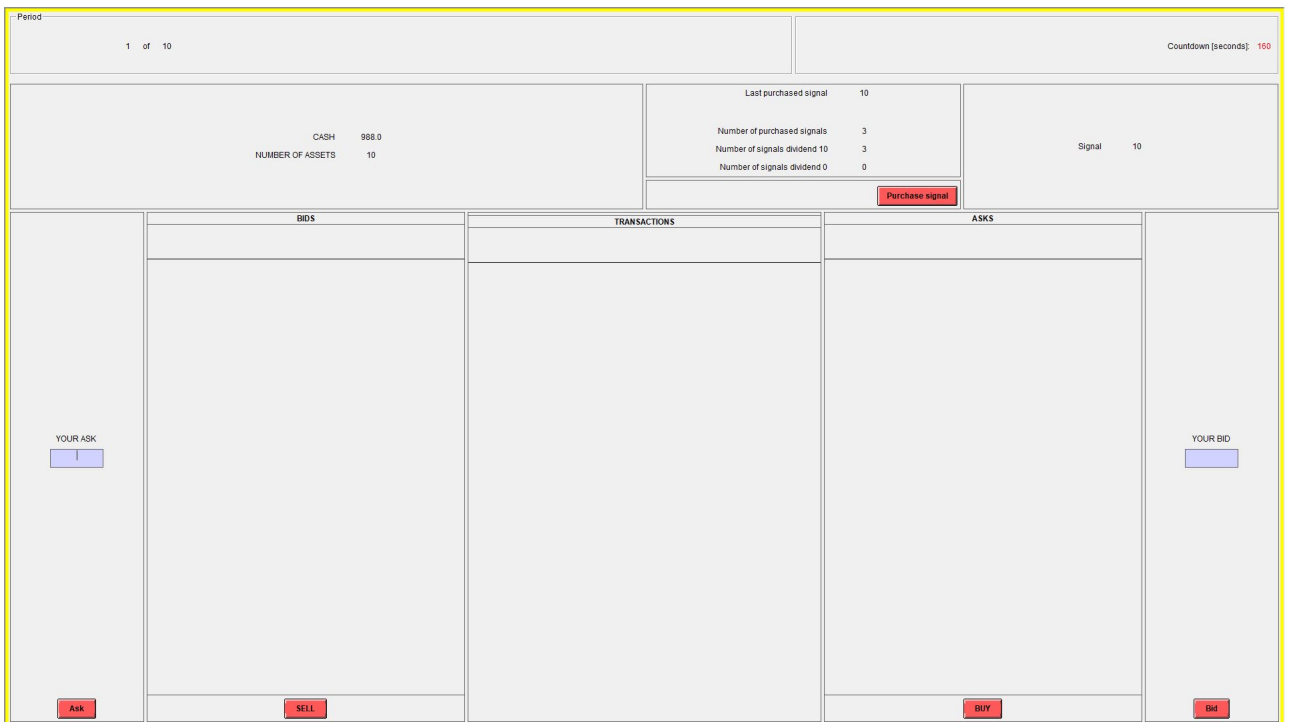 Period
1 of 10
Countdown [seconds]: 160
Last purchased signal 10
CASH 988.0
NUMBER OF ASSETS 10
Number of purchased signals 3
Number of signals dividend 10 3
Number of signals dividend 0 0
Signal 10
Purchase signal
BIDS
TRANSACTIONS
ASKS
YOUR ASK
YOUR BID
Ask
SELL
BUY
Bid